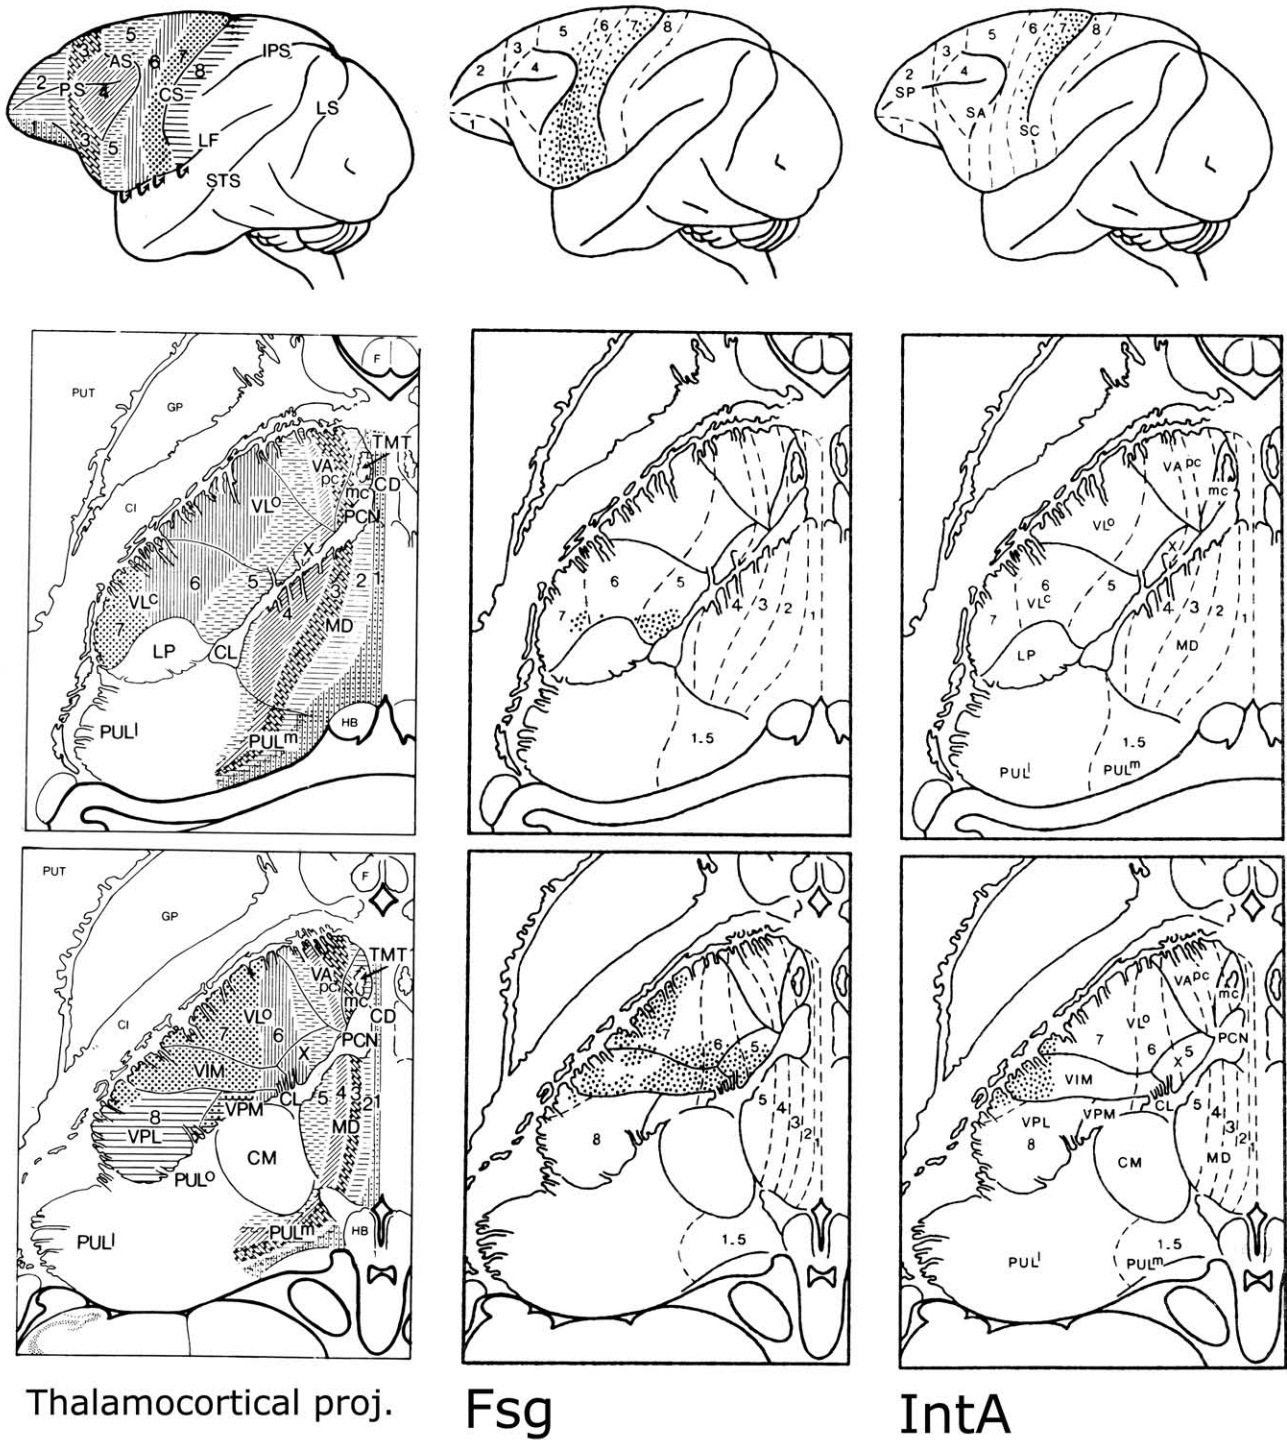 5 3 7 IPS
AS 6 8
2 PS 4 CS
1 LS
3 5 LF
STS
3 5 6 7 8
2 4
1
3 5 6 7 8
2 4
SP
1 SA SC
F
PUT
GP
TMT
VA pc
CD
mc
CI VLo PCN
X
6 5 2 1
VLc 4
7 MD
LP CL
HB
PULl PULm
6 5
7 4 3 2 1
1-5
VA pc
mc
VLo
X
6 5 4 3 2
VLc 1
7
LP MD
1-5
PULl PULm
PUT F
GP
TMT
VA pc
mc
CI VLo CD
7 6 PCN
X
VIM
CL 4
8 VPM 5 2 1
VPL MD
CM
PULo
PULm HB
PULl
7
6 5
5 4
8 3 2 1
1-5
VA pc
mc
VLo
7 6 5 PCN
X
VIM
CL 5
VPL VPM 4
8 3 2 1
CM MD
1-5
PULl PULm
Thalamocortical proj.
Fsg
IntA